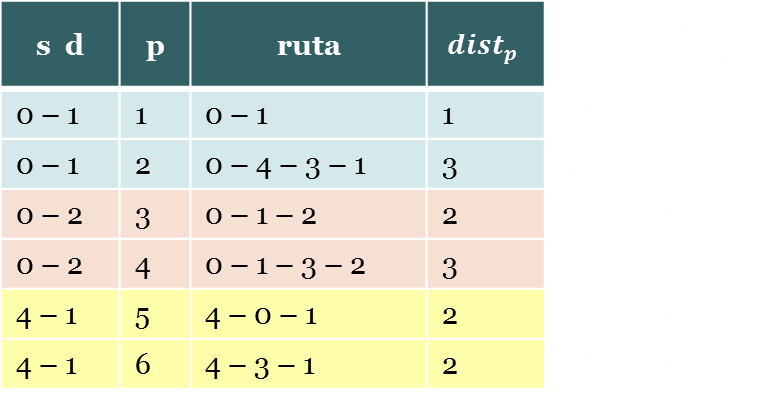 s d p ruta dist_p
0 – 1 1 0 – 1 1
0 – 1 2 0 – 4 – 3 – 1 3
0 – 2 3 0 – 1 – 2 2
0 – 2 4 0 – 1 – 3 – 2 3
4 – 1 5 4 – 0 – 1 2
4 – 1 6 4 – 3 – 1 2